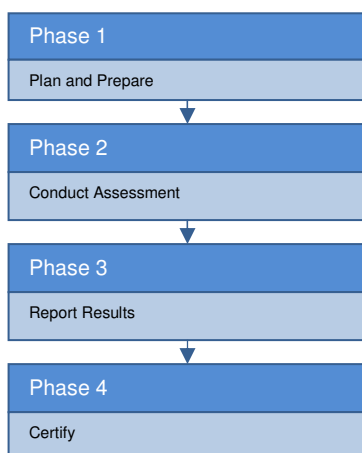 Phase 1
Plan and Prepare
Phase 2
Conduct Assessment
Phase 3
Report Results
Phase 4
Certify